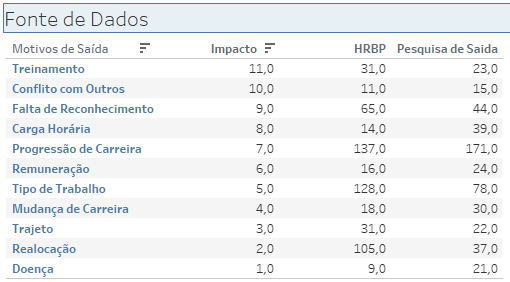 Fonte de Dados
Motivos de Saída Impacto HRBP Pesquisa de Saida
Treinamento 11,0 31,0 23,0
Conflito com Outros 10,0 11,0 15,0
Falta de Reconhecimento 9,0 65,0 44,0
Carga Horária 8,0 14,0 39,0
Progressão de Carreira 7,0 137,0 171,0
Remuneração 6,0 16,0 24,0
Tipo de Trabalho 5,0 128,0 78,0
Mudança de Carreira 4,0 18,0 30,0
Trajeto 3,0 31,0 22,0
Realocação 2,0 105,0 37,0
Doença 1,0 9,0 21,0